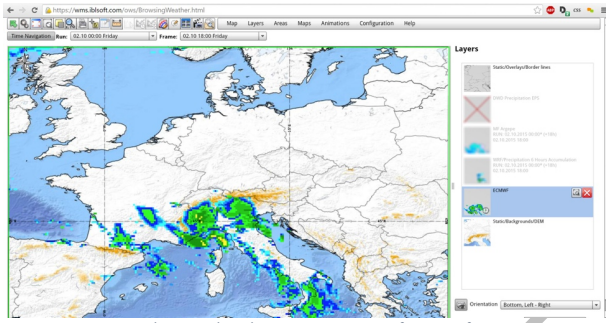 https://wms.iblsoft.com/ows/BrowsingWeather.html
Map Layers Areas Maps Animations Configuration Help
Time Navigation Run: 02.10 00:00 Friday Frame: 02.10 18:00 Friday
Layers
Static/Overlays/Border lines
ECMWF
Static/Backgrounds/DEM
Orientation Bottom, Left - Right